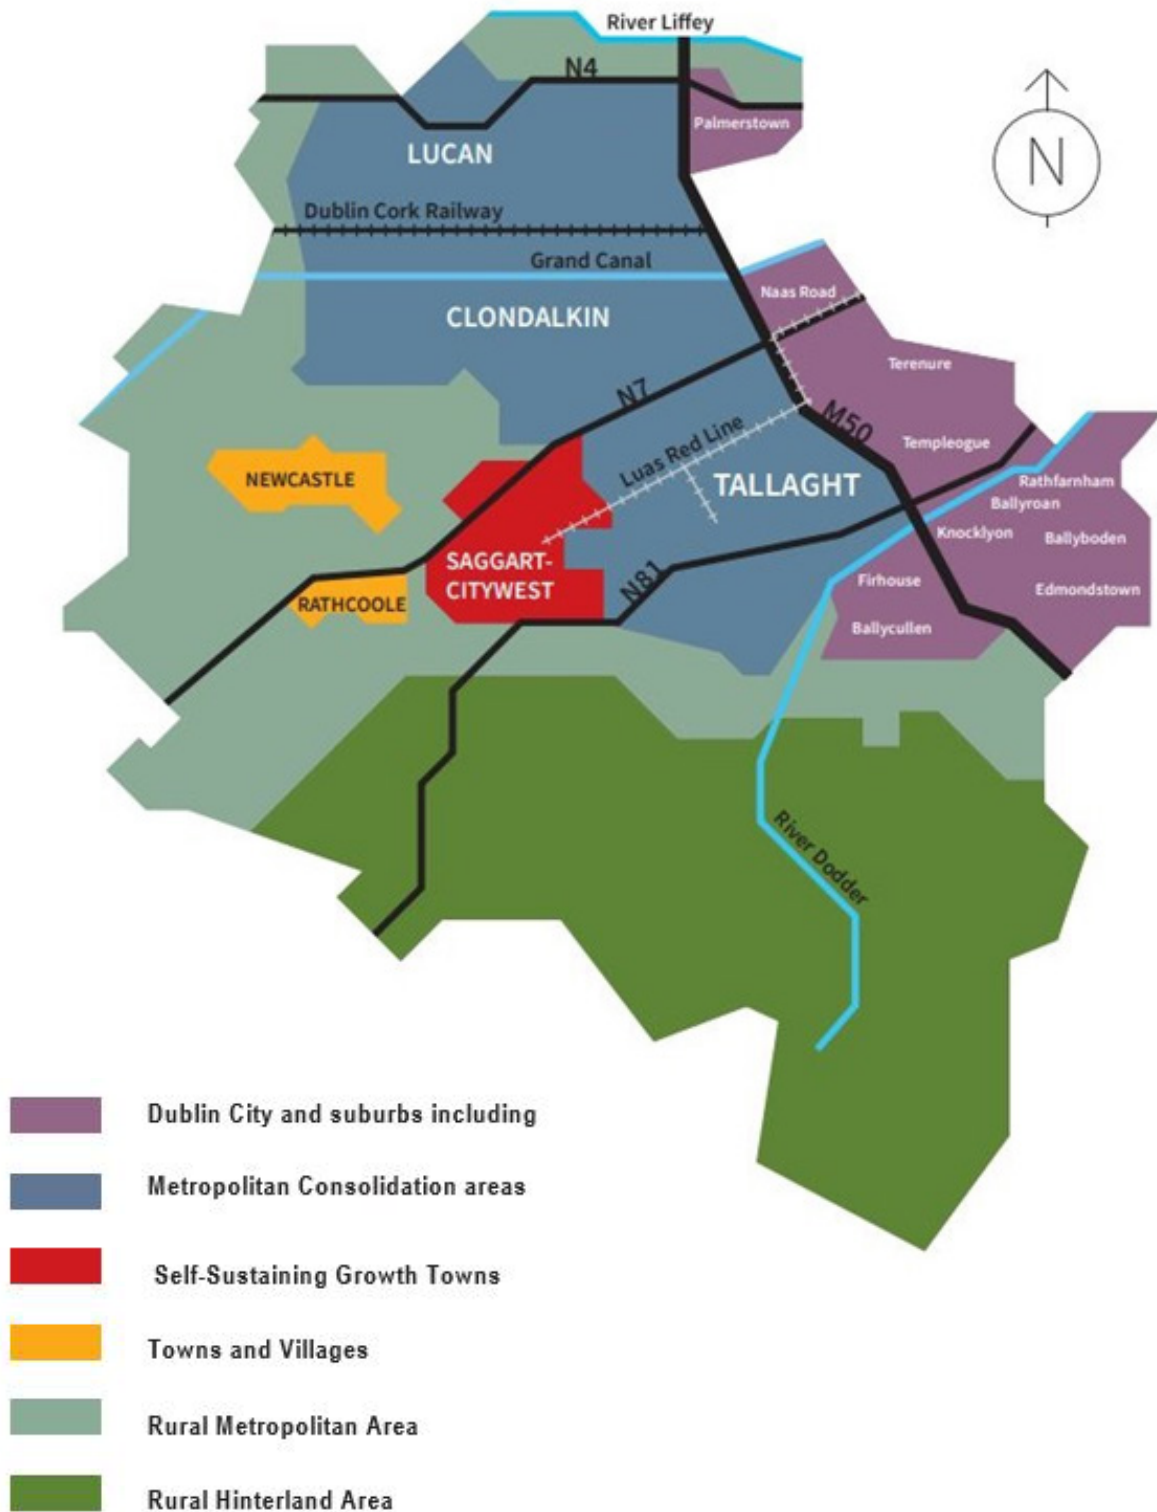 River Liffey
N4
Palmerstown
N
LUCAN
Dublin Cork Railway
Grand Canal
Naas Road
CLONDALKIN
Terenure
N7
M50
Luas Red Line
Templeogue
NEWCASTLE
TALLAGHT
Rathfarnham
Ballyroan
Knocklyon
Ballyboden
SAGGART-
CITYWEST
N81
Firhouse
Edmondstown
RATHCOOLE
Ballycullen
River Dodder
Dublin City and suburbs including
Metropolitan Consolidation areas
Self-Sustaining Growth Towns
Towns and Villages
Rural Metropolitan Area
Rural Hinterland Area